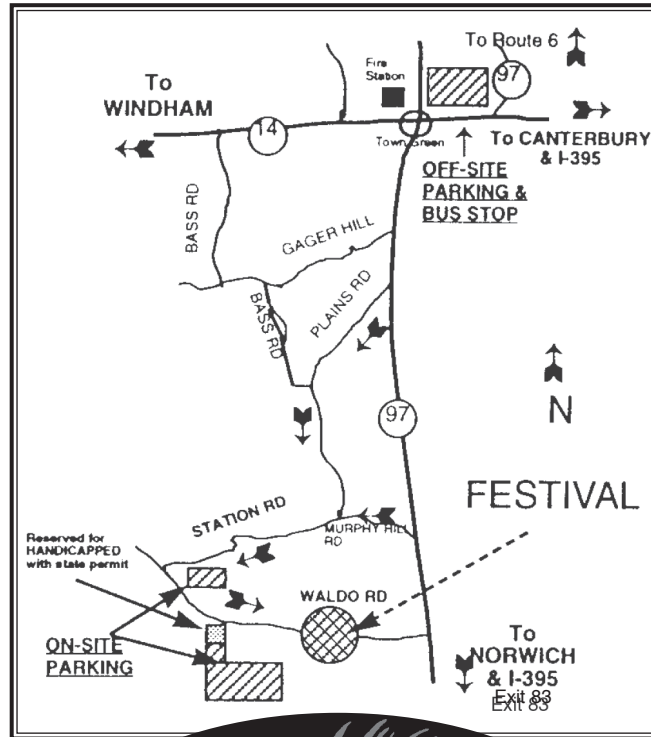 To Route 6
Fire
Station
97
To
WINDHAM
14
Town Green
To CANTERBURY
& I-395
OFF-SITE
PARKING &
BUS STOP
BASS RD
GAGER HILL
BASS RD
PLAINS RD
97
N
FESTIVAL
STATION RD
MURPHY HILL
RD
Reserved for
HANDICAPPED
with state permit
WALDO RD
ON-SITE
PARKING
To
NORWICH
& I-395
Exit 83
Exit 83